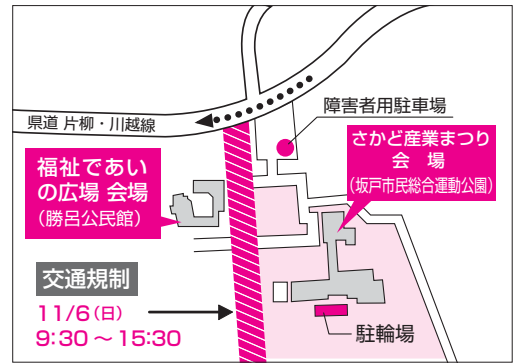 県道 片柳・川越線
障害者用駐車場
さかど産業まつり
会 場
(坂戸市民総合運動公園)
福祉であい
の広場 会場
(勝呂公民館)
交通規制
11/6(日)
9:30～15:30
駐輪場